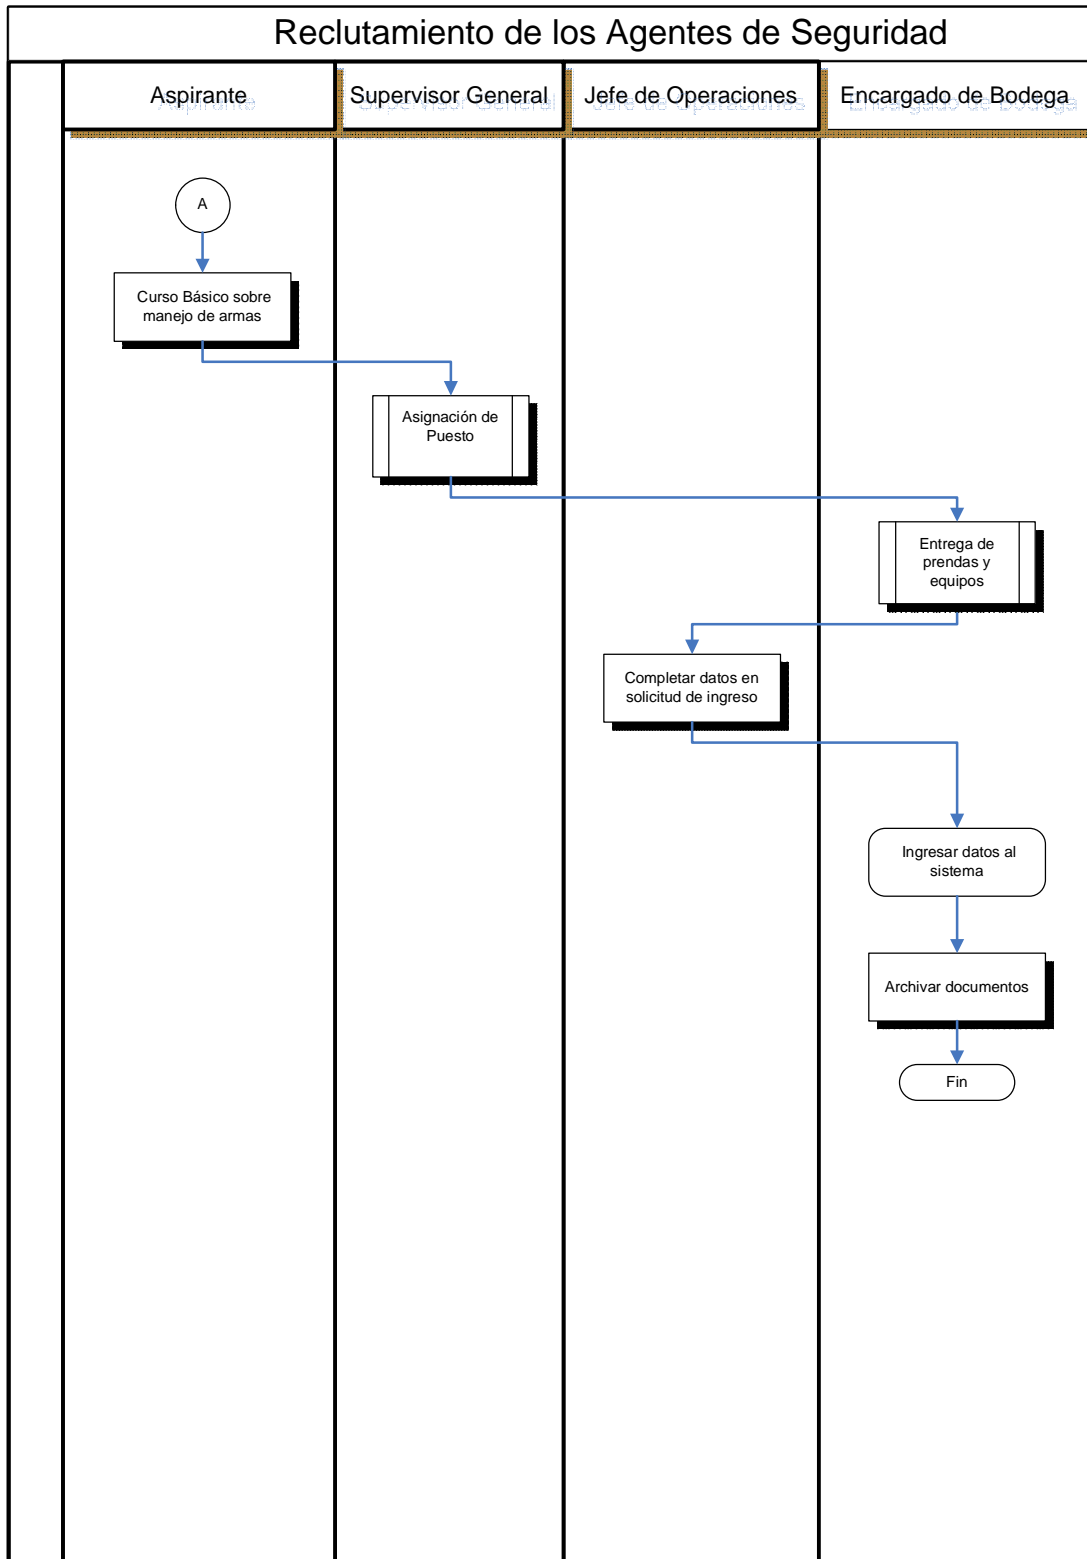 Reclutamiento de los Agentes de Seguridad
Aspirante
Supervisor General
Jefe de Operaciones
Encargado de Bodega
A
Curso Básico sobre
manejo de armas
Asignación de
Puesto
Entrega de
prendas y
equipos
Completar datos en
solicitud de ingreso
Ingresar datos al
sistema
Archivar documentos
Fin